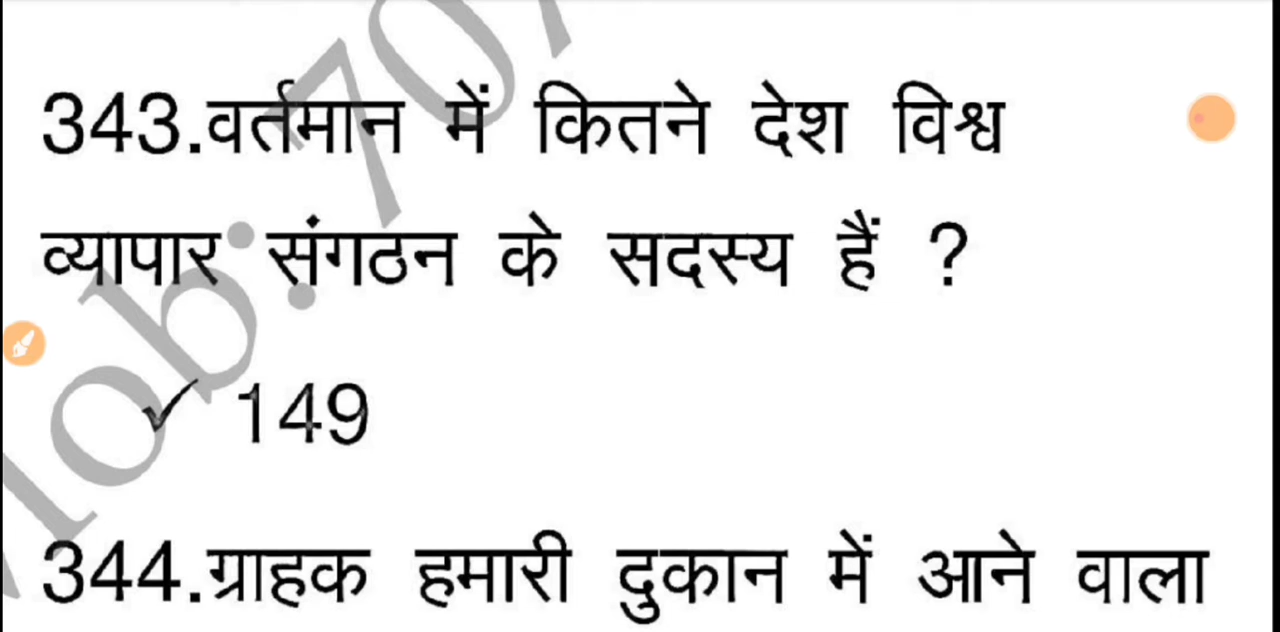 343.वर्तमान में कितने देश विश्व
व्यापार संगठन के सदस्य हैं ?
✓ 149
344.ग्राहक हमारी दुकान में आने वाला